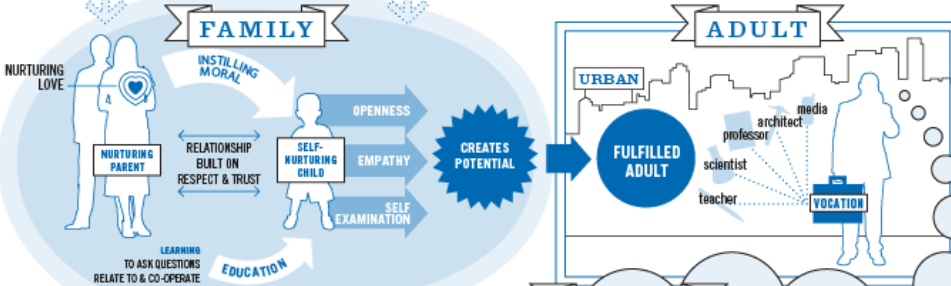 FAMILY
NURTURING
LOVE
INSTILLING
MORAL
NURTURING
PARENT
RELATIONSHIP
BUILT ON
RESPECT & TRUST
SELF-
NURTURING
CHILD
OPENNESS
EMPATHY
SELF
EXAMINATION
LEARNING
TO ASK QUESTIONS
RELATE TO & CO-OPERATE
EDUCATION
CREATES
POTENTIAL
ADULT
URBAN
FULFILLED
ADULT
media
architect
professor
scientist
teacher
VOCATION